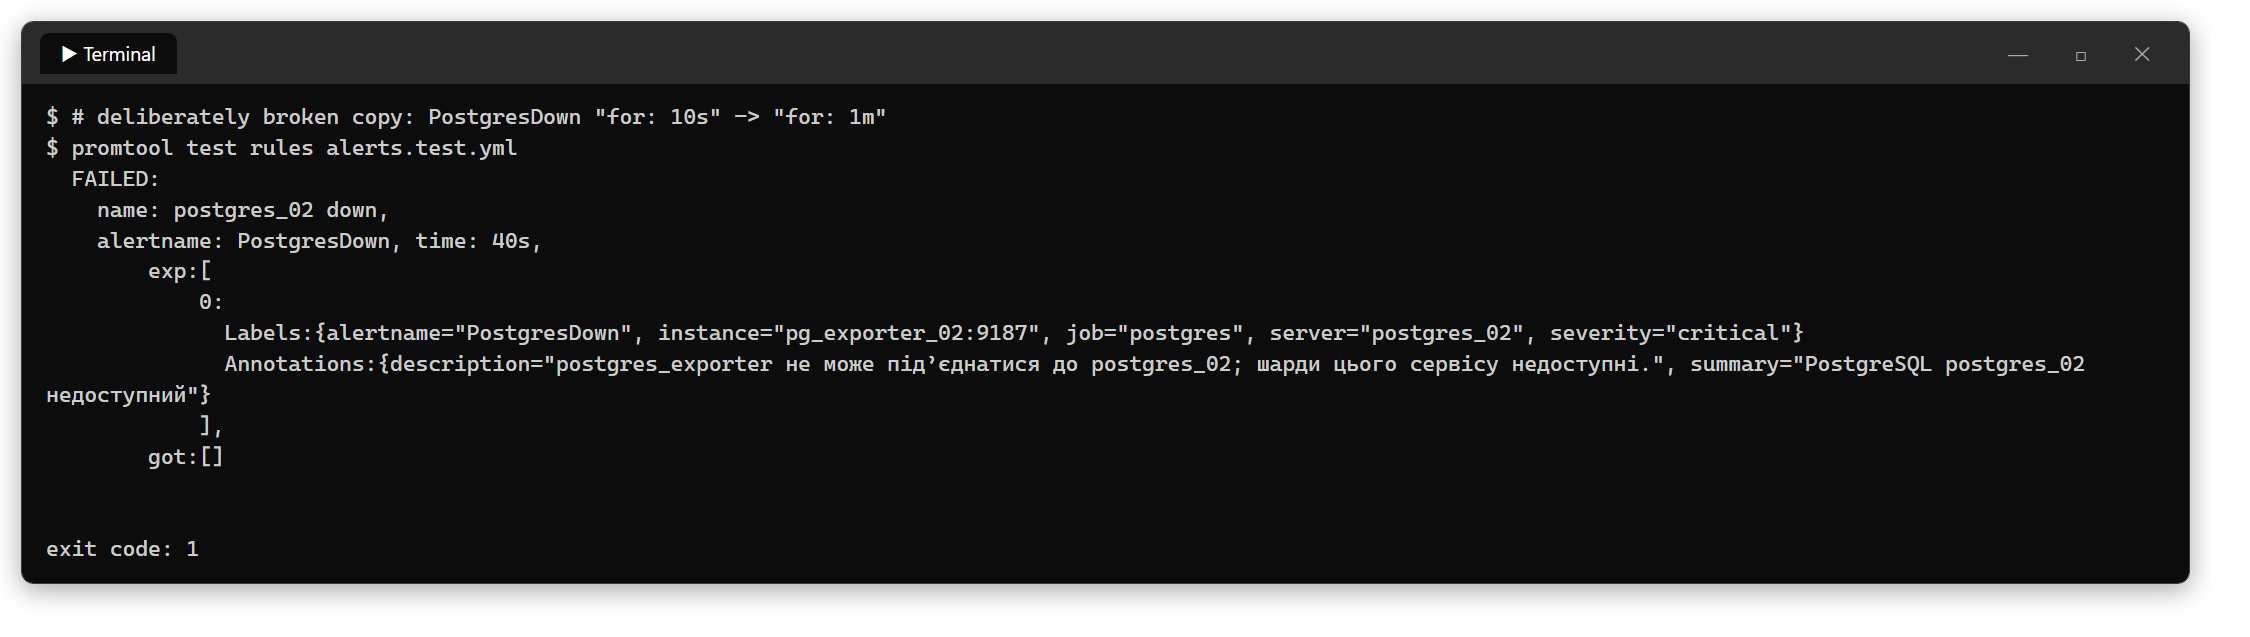 ▶ Terminal
$ # deliberately broken copy: PostgresDown "for: 10s" -> "for: 1m"
$ promtool test rules alerts.test.yml
  FAILED:
    name: postgres_02 down,
    alertname: PostgresDown, time: 40s,
        exp:[
            0:
              Labels:{alertname="PostgresDown", instance="pg_exporter_02:9187", job="postgres", server="postgres_02", severity="critical"}
              Annotations:{description="postgres_exporter не може під’єднатися до postgres_02; шарди цього сервісу недоступні.", summary="PostgreSQL postgres_02
недоступний"}
            ],
        got:[]
exit code: 1